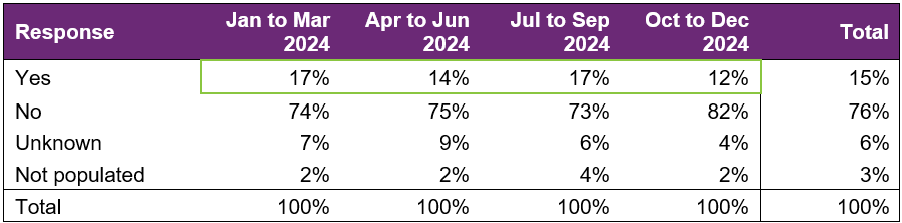 Response Jan to Mar 2024 Apr to Jun 2024 Jul to Sep 2024 Oct to Dec 2024 Total
Yes 17% 14% 17% 12% 15%
No 74% 75% 73% 82% 76%
Unknown 7% 9% 6% 4% 6%
Not populated 2% 2% 4% 2% 3%
Total 100% 100% 100% 100% 100%